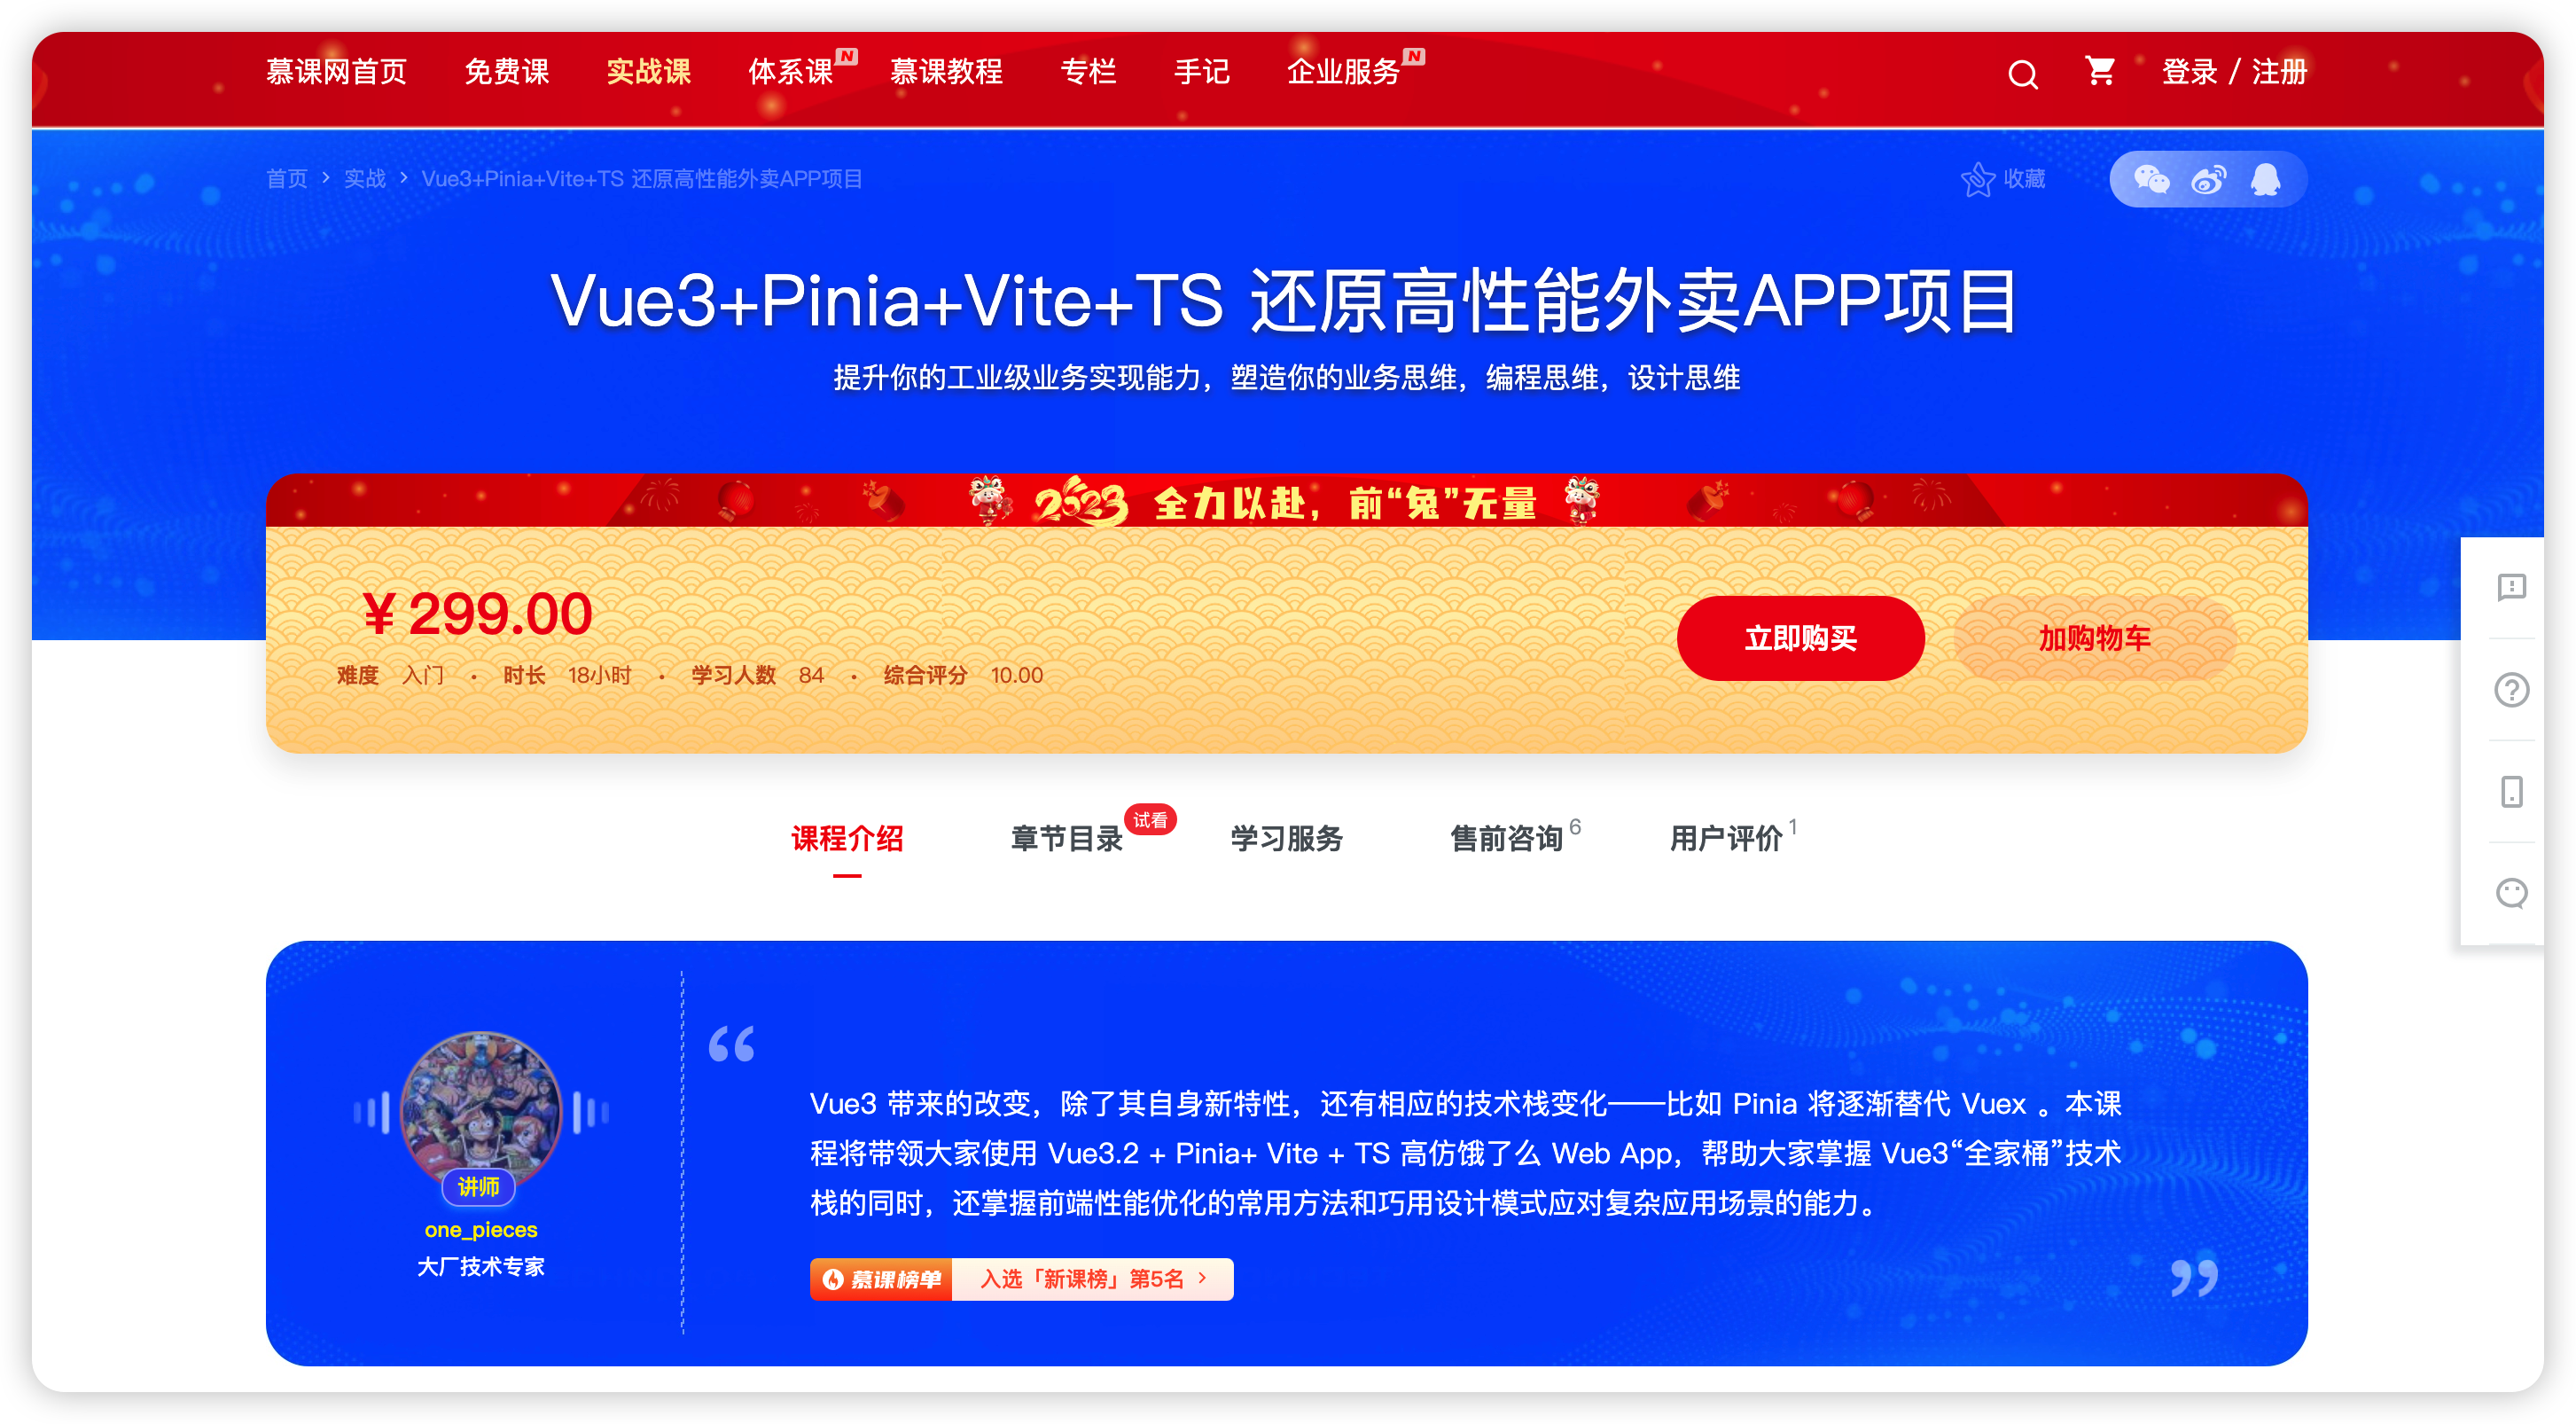 慕课网首页 免费课 实战课 体系课 N 慕课教程 专栏 手记 企业服务 N 登录 / 注册
首页 > 实战 > Vue3+Pinia+Vite+TS 还原高性能外卖APP项目 收藏
Vue3+Pinia+Vite+TS 还原高性能外卖APP项目
提升你的工业级业务实现能力，塑造你的业务思维，编程思维，设计思维
2023 全力以赴，前“兔”无量
¥299.00
立即购买 加购物车
难度 入门 · 时长 18小时 · 学习人数 84 · 综合评分 10.00
课程介绍 章节目录 试看 学习服务 售前咨询 6 用户评价 1
Vue3 带来的改变，除了其自身新特性，还有相应的技术栈变化——比如 Pinia 将逐渐替代 Vuex 。本课
程将带领大家使用 Vue3.2 + Pinia+ Vite + TS 高仿饿了么 Web App，帮助大家掌握 Vue3“全家桶”技术
栈的同时，还掌握前端性能优化的常用方法和巧用设计模式应对复杂应用场景的能力。
讲师
one_pieces
大厂技术专家
慕课榜单 入选「新课榜」第5名 >